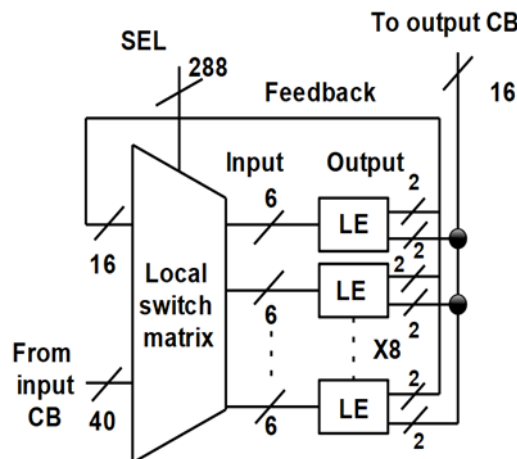 To output CB
SEL
288
16
Feedback
Input
Output
6
LE
2
2
16
Local
switch
matrix
6
LE
2
2
2
X8
From
input
CB
40
6
LE
2
2